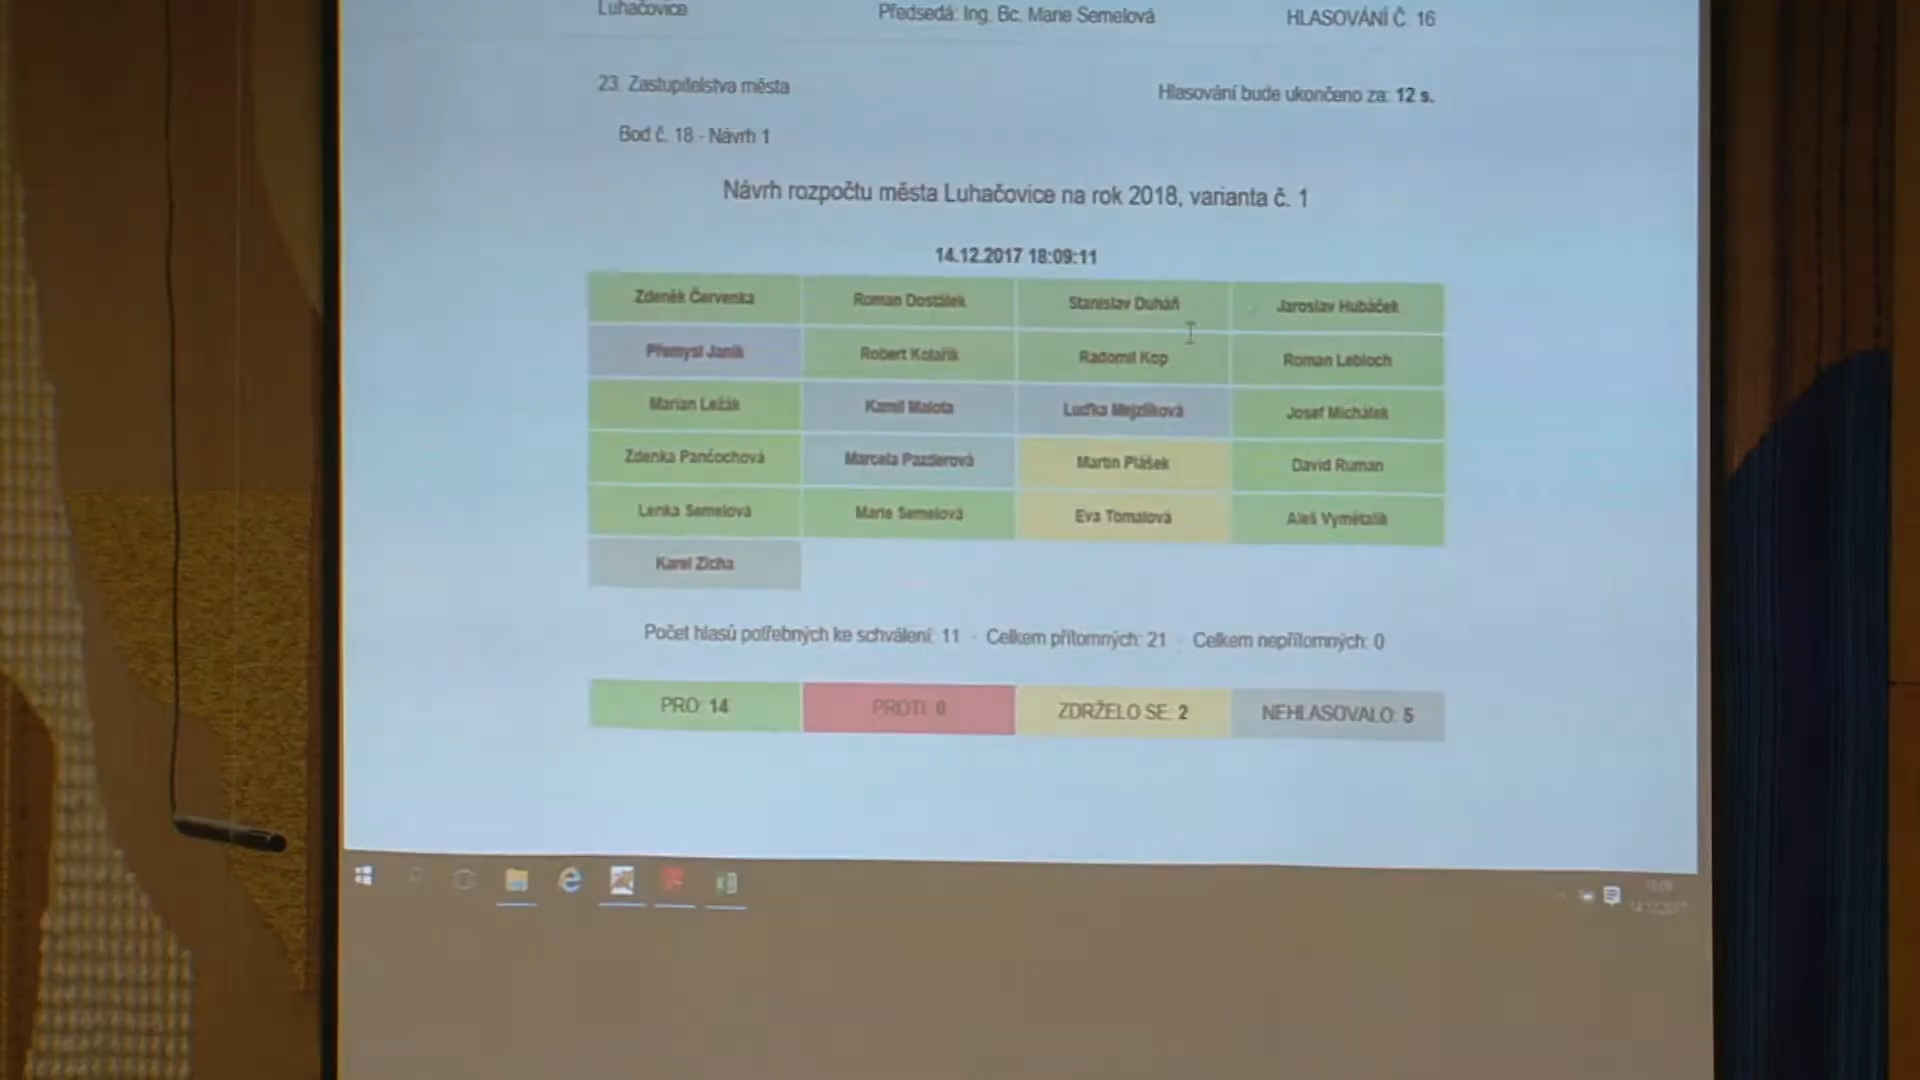 Luhačovice Předsedá: Ing. Bc. Marie Semelová HLASOVÁNÍ Č. 16
23. Zastupitelstva města Hlasování bude ukončeno za: 12 s.
Bod č. 18 - Návrh 1
Návrh rozpočtu města Luhačovice na rok 2018, varianta č. 1
14.12.2017 18:09:11
Zdeněk Červenka Roman Dostálek Stanislav Duháň Jaroslav Hubáček
Přemysl Janík Robert Kolařík Radomil Kop Roman Lebloch
Marian Ležák Kamil Malota Luďka Mejzlíková Josef Michálek
Zdenka Pančochová Marcela Pazderová Martin Plášek David Ruman
Lenka Semelová Marie Semelová Eva Tomalová Aleš Vymětalík
Karel Zicha
Počet hlasů potřebných ke schválení: 11 - Celkem přítomných: 21 - Celkem nepřítomných: 0
PRO: 14 PROTI: 0 ZDRŽELO SE: 2 NEHLASOVALO: 5